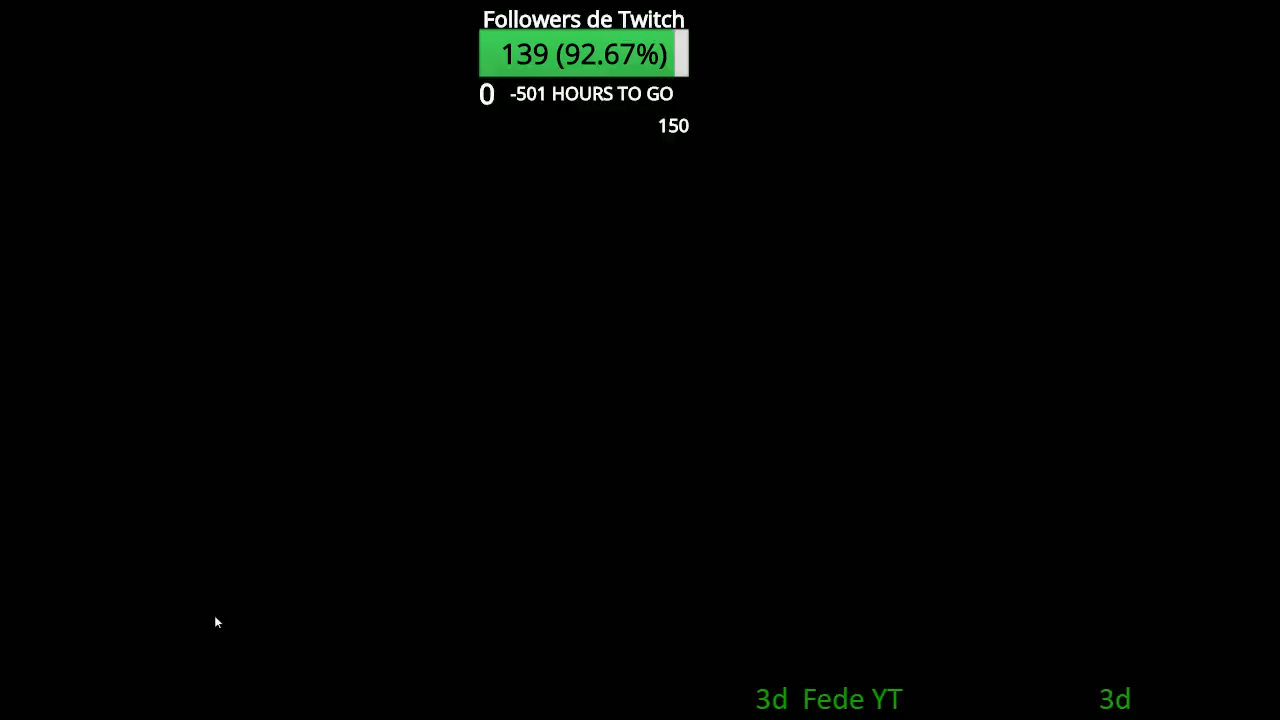 Followers de Twitch
139 (92.67%)
0 -501 HOURS TO GO
150
3d Fede YT 3d